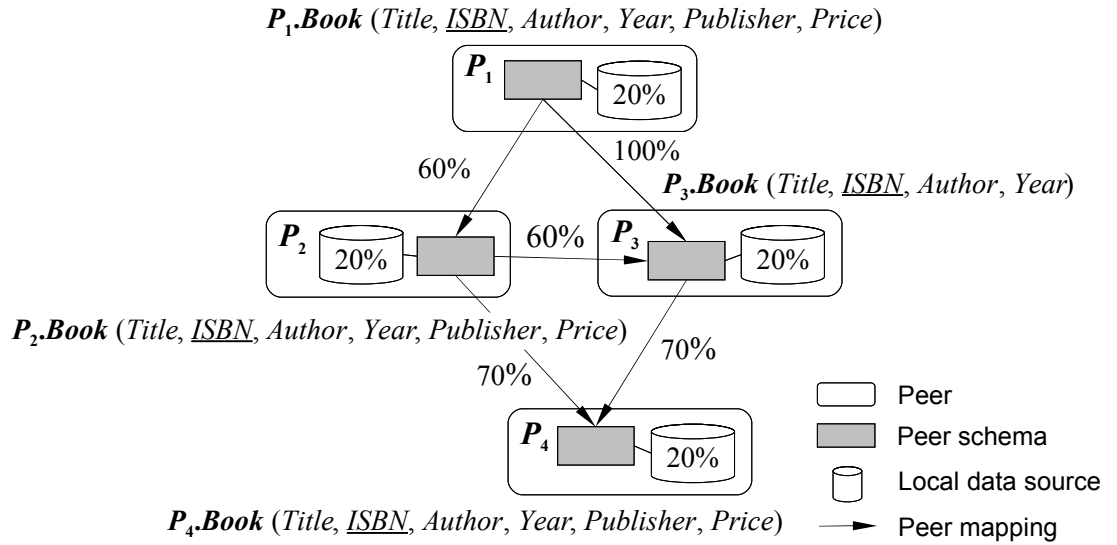 P1.Book (Title, ISBN, Author, Year, Publisher, Price)
P1
20%
60%
100%
P3.Book (Title, ISBN, Author, Year)
P2
20%
60%
P3
20%
P2.Book (Title, ISBN, Author, Year, Publisher, Price)
70%
70%
P4
20%
P4.Book (Title, ISBN, Author, Year, Publisher, Price)
Peer
Peer schema
Local data source
Peer mapping